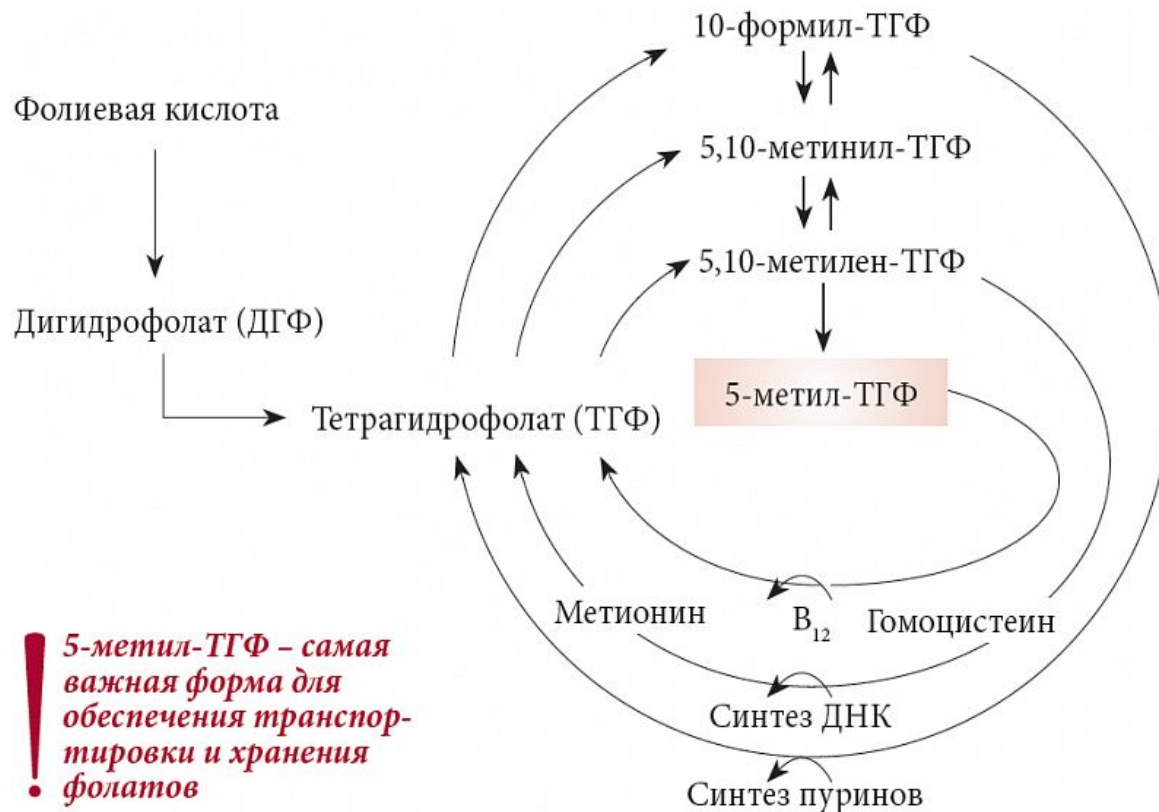 10-формил-ТГФ
Фолиевая кислота
5,10-метинил-ТГФ
5,10-метилен-ТГФ
Дигидрофолат (ДГФ)
5-метил-ТГФ
Тетрагидрофолат (ТГФ)
Метионин
B₁₂
Гомоцистеин
Синтез ДНК
Синтез пуринов
! 5-метил-ТГФ – самая
важная форма для
обеспечения транспор-
тировки и хранения
фолатов